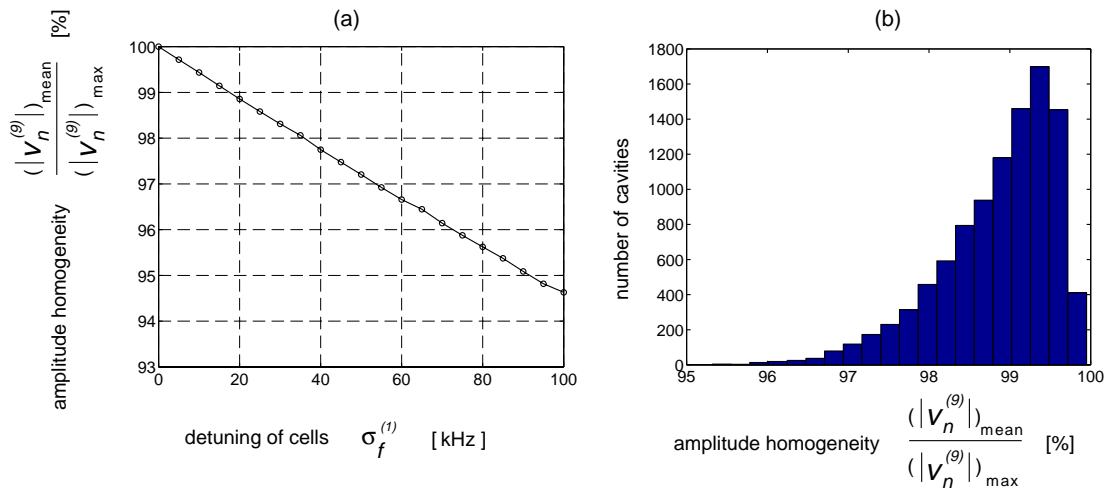 (a)
amplitude homogeneity (|V_n^(9)|)_mean / (|V_n^(9)|)_max [%]
100
99
98
97
96
95
94
93
0 20 40 60 80 100
detuning of cells σ_f^(1) [ kHz ]
(b)
number of cavities
1800
1600
1400
1200
1000
800
600
400
200
0
95 96 97 98 99 100
amplitude homogeneity (|V_n^(9)|)_mean / (|V_n^(9)|)_max [%]